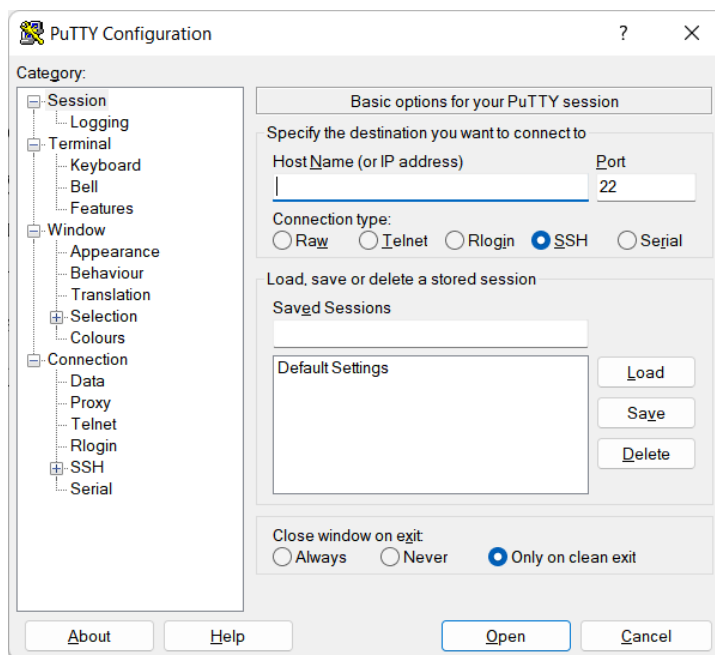 PuTTY Configuration
?
Category:
Session
Logging
Terminal
Keyboard
Bell
Features
Window
Appearance
Behaviour
Translation
Selection
Colours
Connection
Data
Proxy
Telnet
Rlogin
SSH
Serial
Basic options for your PuTTY session
Specify the destination you want to connect to
Host Name (or IP address) Port
22
Connection type:
Raw Telnet Rlogin SSH Serial
Load, save or delete a stored session
Saved Sessions
Default Settings
Load
Save
Delete
Close window on exit:
Always Never Only on clean exit
About Help Open Cancel